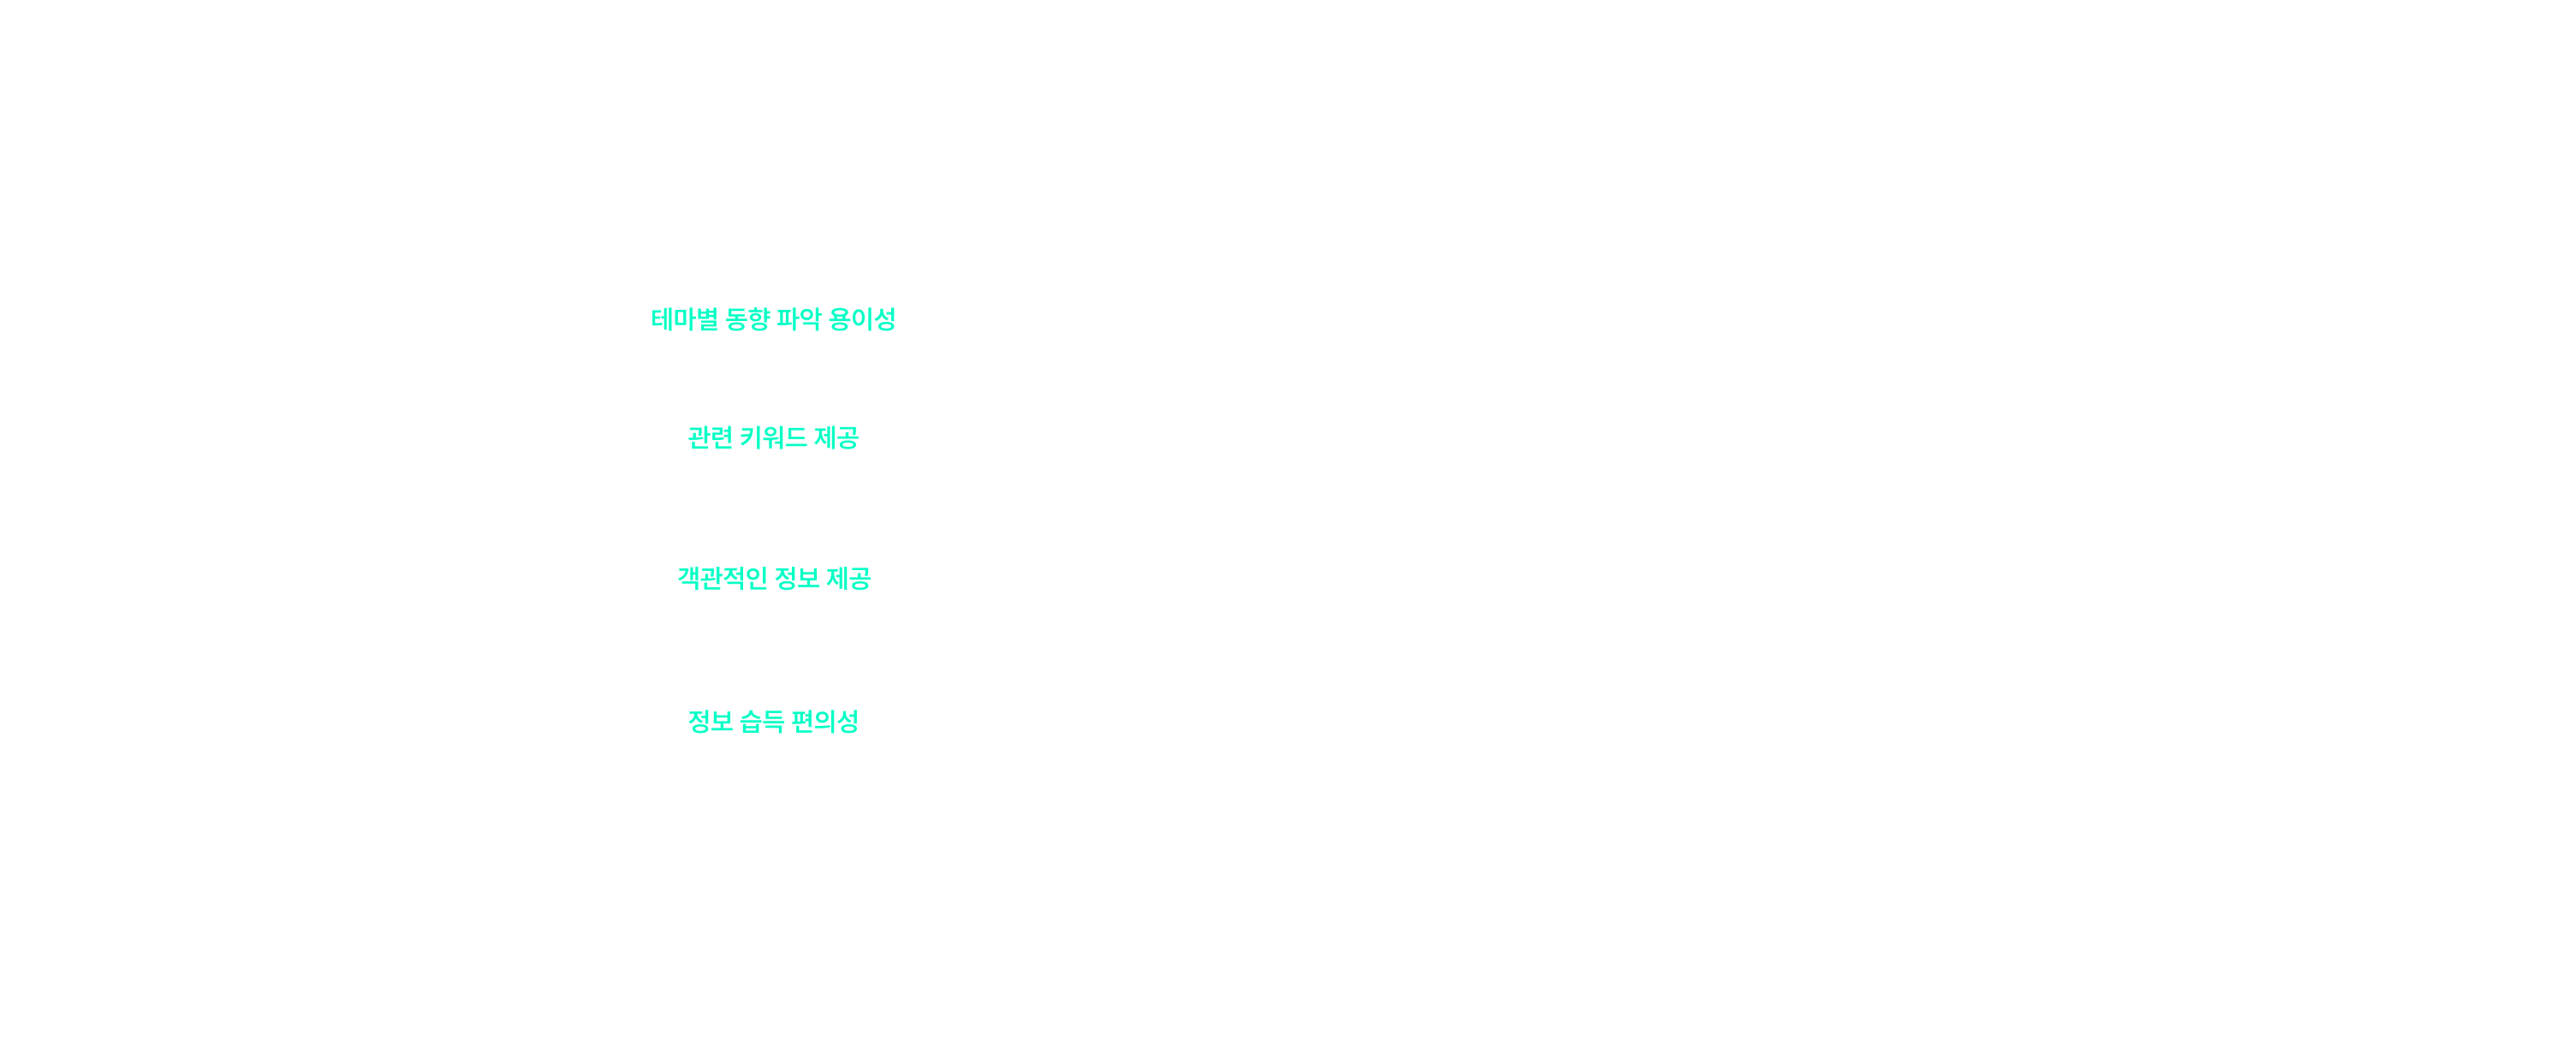 테마별 동향 파악 용이성
관련 키워드 제공
객관적인 정보 제공
정보 습득 편의성